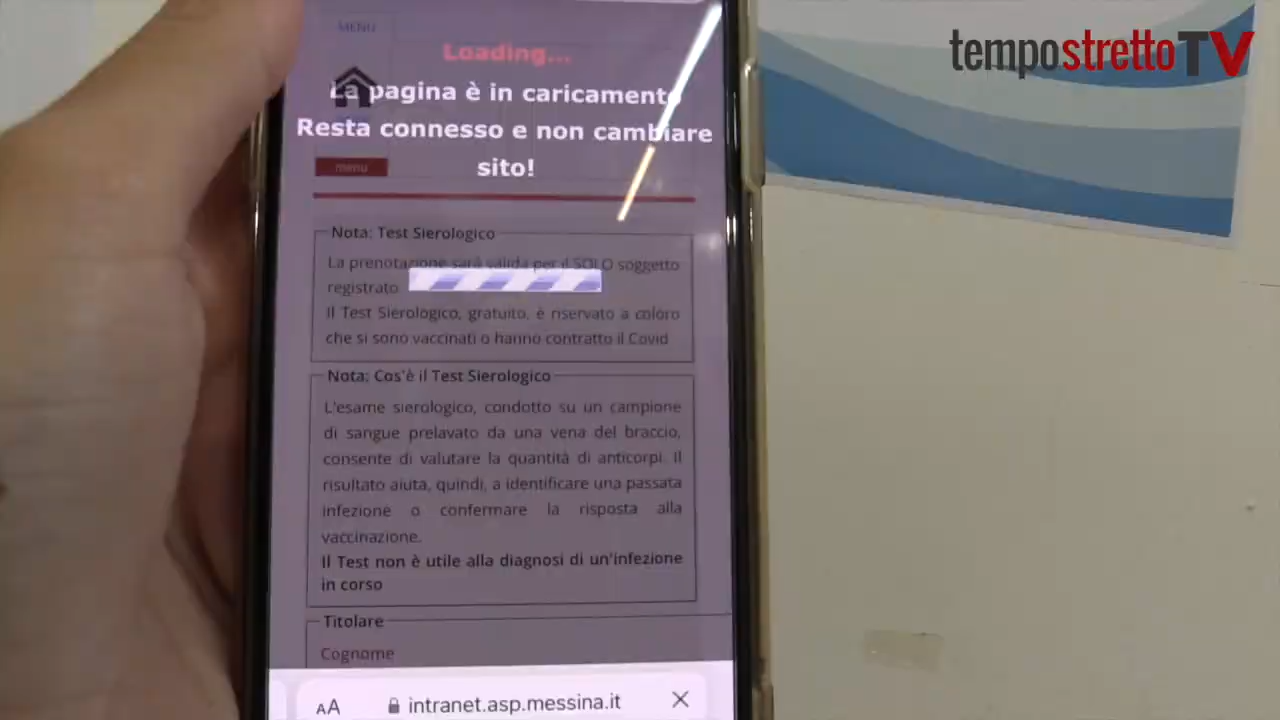 tempostrettoTV
MENU
Loading...
La pagina è in caricamento
Resta connesso e non cambiare
sito!
menu
Nota: Test Sierologico
La prenotazione sarà valida per il SOLO soggetto
registrato
Il Test Sierologico, gratuito, è riservato a coloro
che si sono vaccinati o hanno contratto il Covid
Nota: Cos'è il Test Sierologico
L'esame sierologico, condotto su un campione
di sangue prelavato da una vena del braccio,
consente di valutare la quantità di anticorpi. Il
risultato aiuta, quindi, a identificare una passata
infezione o confermare la risposta alla
vaccinazione.
Il Test non è utile alla diagnosi di un'infezione
in corso
Titolare
Cognome
AA intranet.asp.messina.it